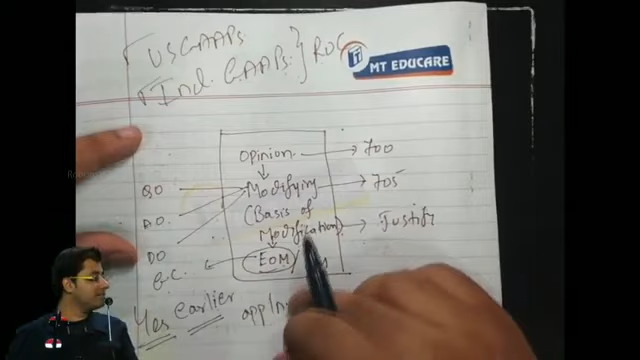 USGAAPs
Ind. GAAPs } ROC
MT EDUCARE
Opinion → 700
QO Modifying → 705
AO (Basis of
Modification) → Justify
DO
E.C. EOM/
Yes earlier